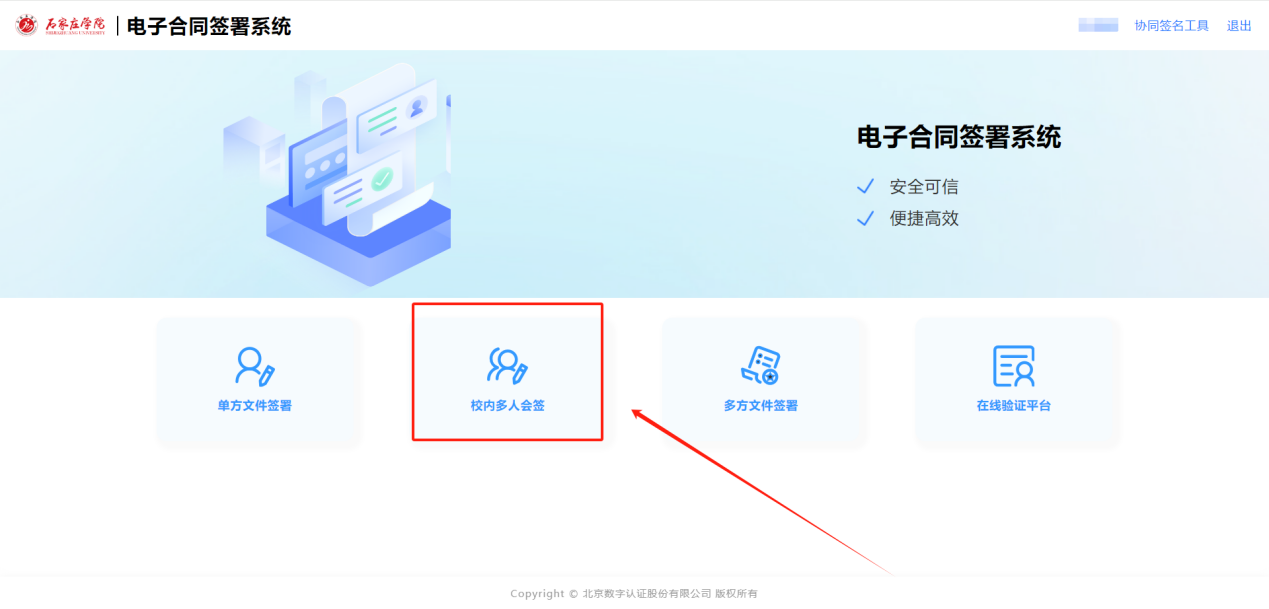 石家庄学院 电子合同签署系统 协同签名工具 退出
SHIJIAZHUANG UNIVERSITY
电子合同签署系统
安全可信
便捷高效
单方文件签署 校内多人会签 多方文件签署 在线验证平台
Copyright © 北京数字认证股份有限公司 版权所有